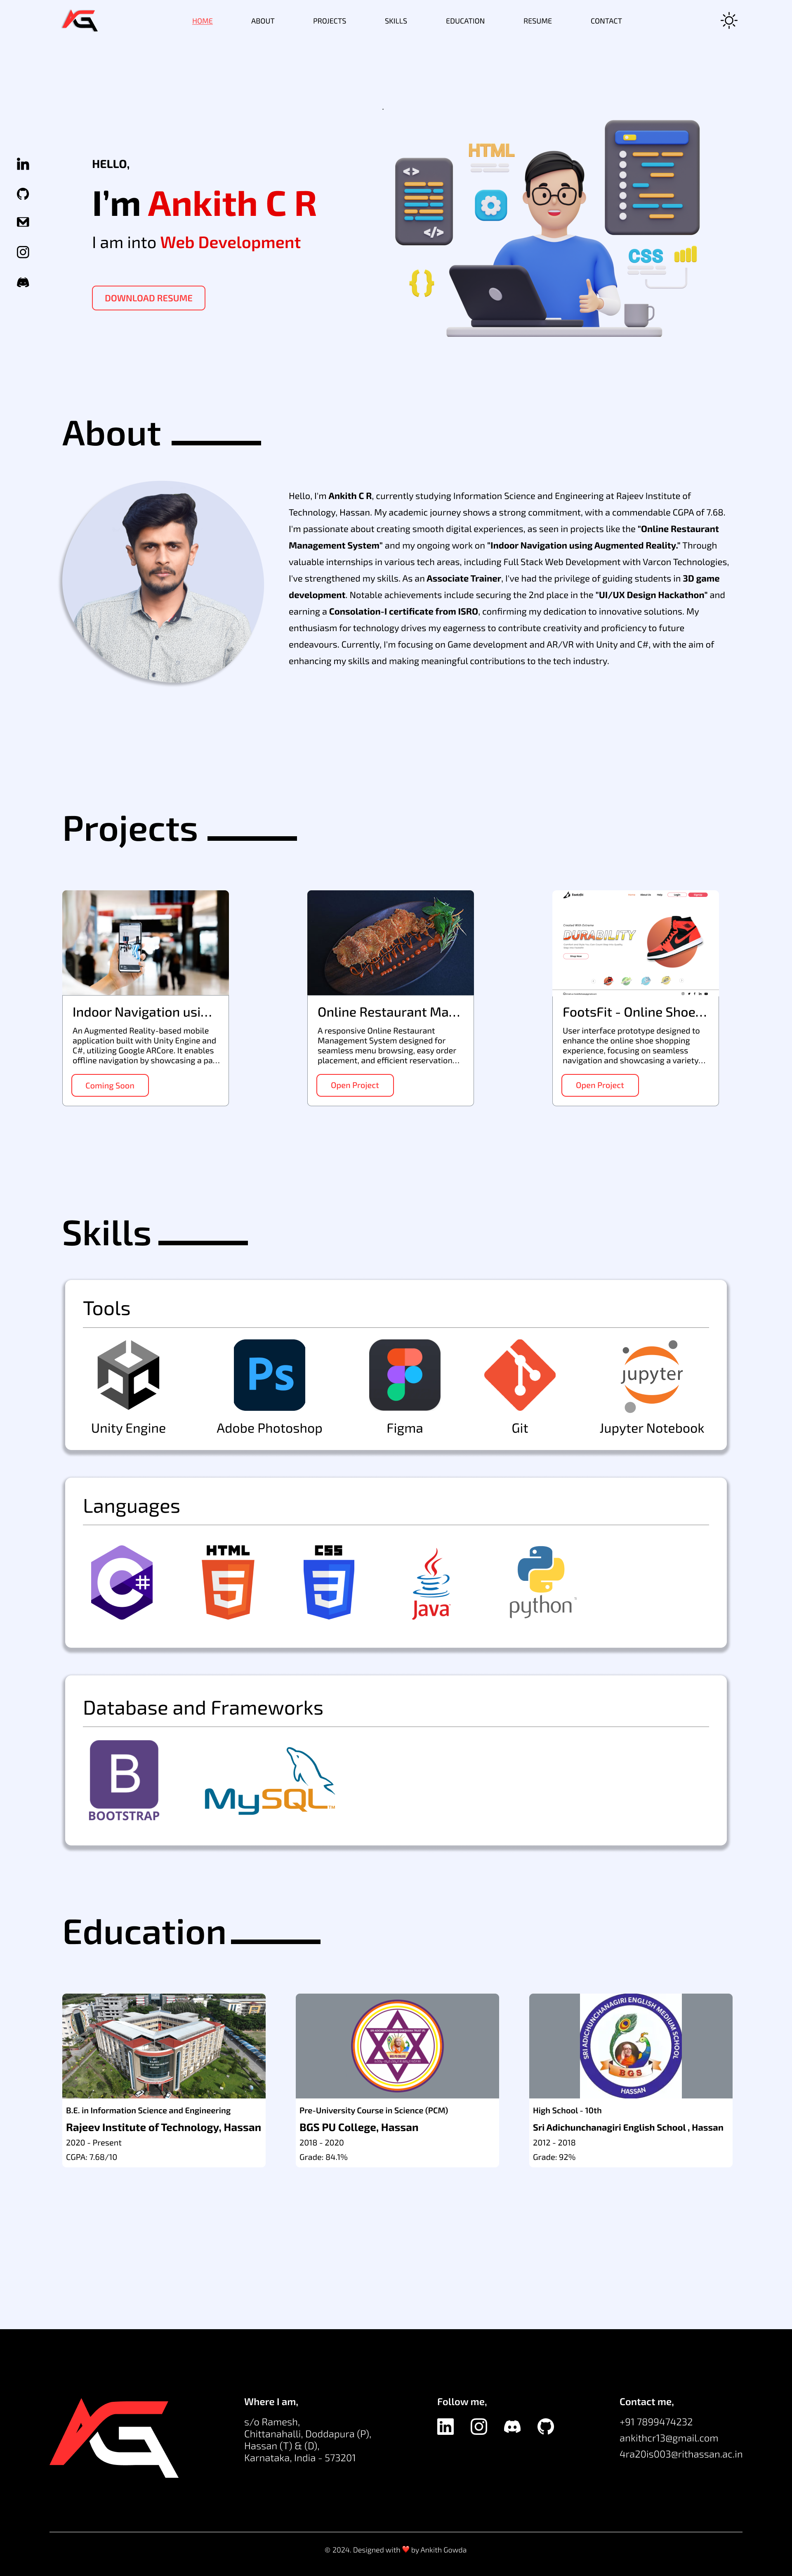 HOME ABOUT PROJECTS SKILLS EDUCATION RESUME CONTACT
HELLO,
I'm Ankith C R
I am into Web Development
DOWNLOAD RESUME
HTML
<>
</>
{}
CSS
About
Hello, I'm Ankith C R, currently studying Information Science and Engineering at Rajeev Institute of
Technology, Hassan. My academic journey shows a strong commitment, with a commendable CGPA of 7.68.
I'm passionate about creating smooth digital experiences, as seen in projects like the "Online Restaurant
Management System" and my ongoing work on "Indoor Navigation using Augmented Reality." Through
valuable internships in various tech areas, including Full Stack Web Development with Varcon Technologies,
I've strengthened my skills. As an Associate Trainer, I've had the privilege of guiding students in 3D game
development. Notable achievements include securing the 2nd place in the "UI/UX Design Hackathon" and
earning a Consolation-I certificate from ISRO, confirming my dedication to innovative solutions. My
enthusiasm for technology drives my eagerness to contribute creativity and proficiency to future
endeavours. Currently, I'm focusing on Game development and AR/VR with Unity and C#, with the aim of
enhancing my skills and making meaningful contributions to the tech industry.
Projects
Indoor Navigation usi...
An Augmented Reality-based mobile
application built with Unity Engine and
C#, utilizing Google ARCore. It enables
offline navigation by showcasing a pa...
Coming Soon
Online Restaurant Ma...
A responsive Online Restaurant
Management System designed for
seamless menu browsing, easy order
placement, and efficient reservation...
Open Project
DURABILITY
FootsFit - Online Shoe...
User interface prototype designed to
enhance the online shoe shopping
experience, focusing on seamless
navigation and showcasing a variety...
Open Project
Skills
Tools
Ps
jupyter
Unity Engine
Adobe Photoshop
Figma
Git
Jupyter Notebook
Languages
C#
HTML
5
CSS
3
Java
python
Database and Frameworks
B
BOOTSTRAP
MySQL
Education
B.E. in Information Science and Engineering
Rajeev Institute of Technology, Hassan
2020 - Present
CGPA: 7.68/10
Pre-University Course in Science (PCM)
BGS PU College, Hassan
2018 - 2020
Grade: 84.1%
SRI ADICHUNCHANAGIRI ENGLISH MEDIUM SCHOOL
BGS
HASSAN
High School - 10th
Sri Adichunchanagiri English School , Hassan
2012 - 2018
Grade: 92%
Where I am,
s/o Ramesh,
Chittanahalli, Doddapura (P),
Hassan (T) & (D),
Karnataka, India - 573201
Follow me,
Contact me,
+91 7899474232
ankithcr13@gmail.com
4ra20is003@rithassan.ac.in
© 2024. Designed with ❤ by Ankith Gowda